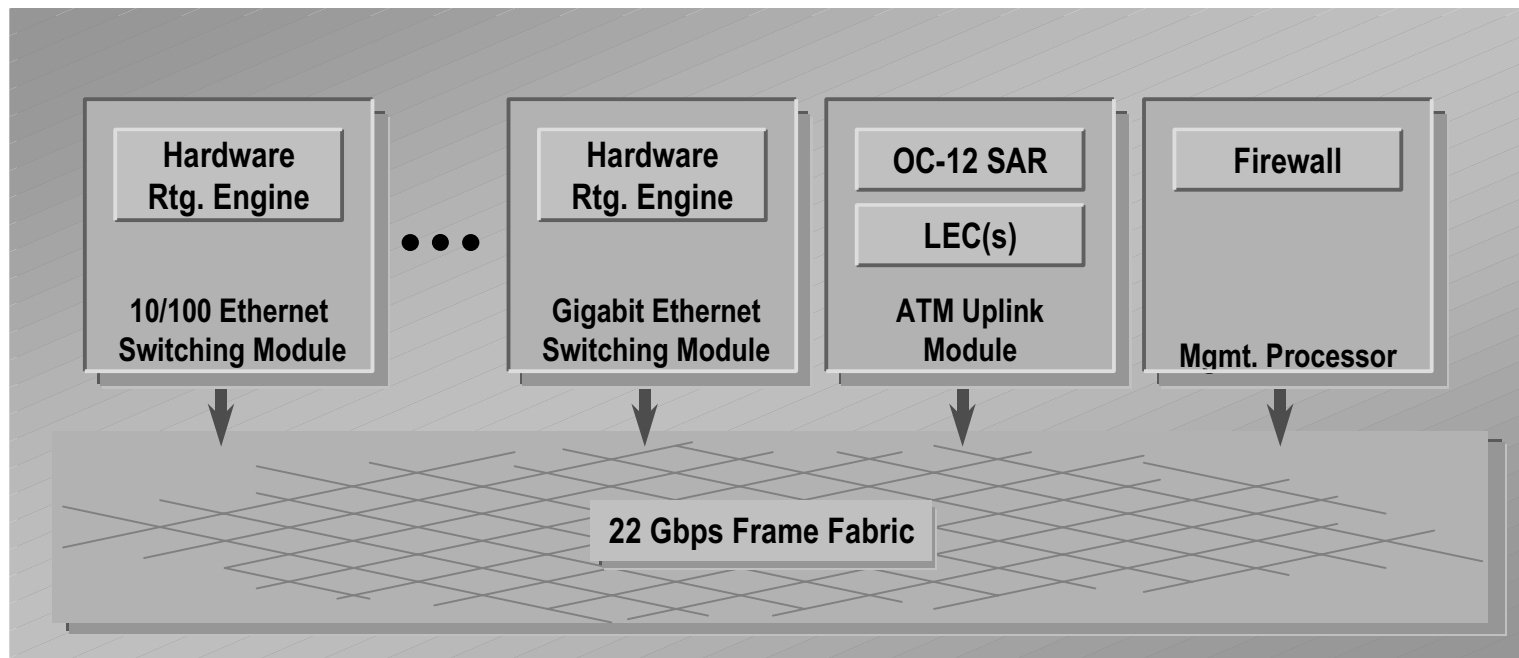 Hardware
Rtg. Engine
10/100 Ethernet
Switching Module
Hardware
Rtg. Engine
Gigabit Ethernet
Switching Module
OC-12 SAR
LEC(s)
ATM Uplink
Module
Firewall
Mgmt. Processor
22 Gbps Frame Fabric